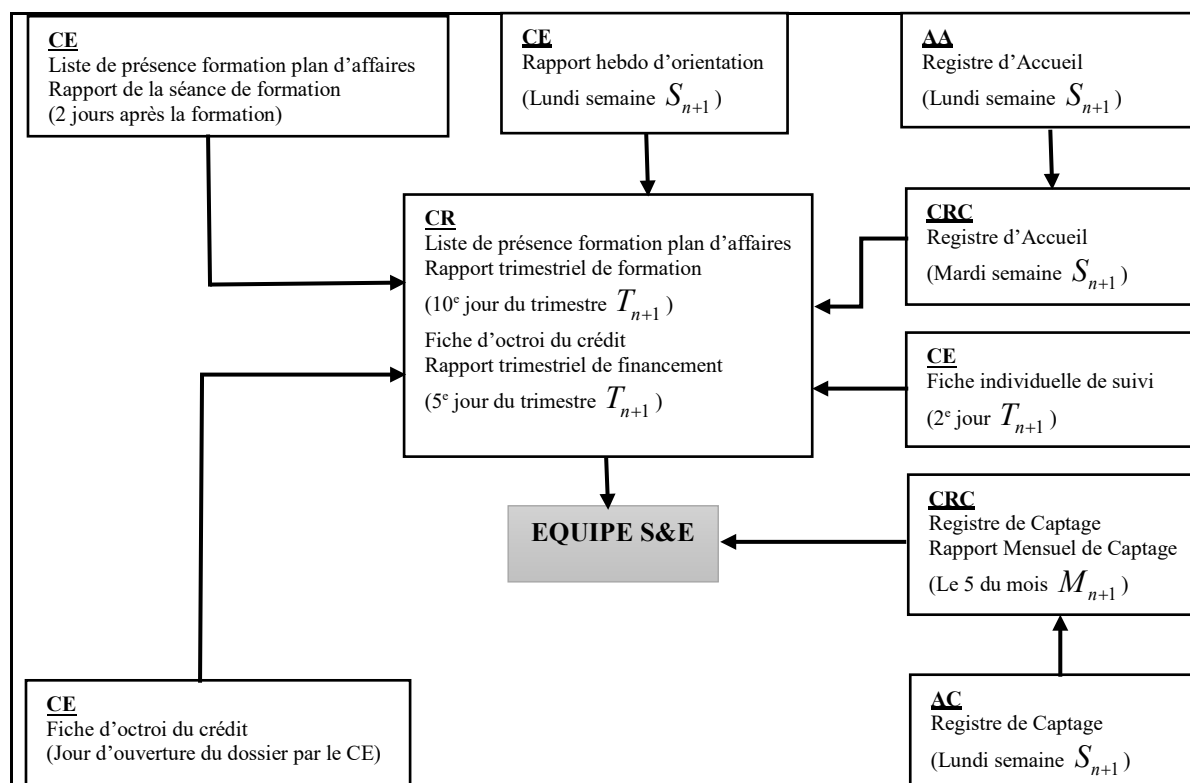 CE
Liste de présence formation plan d’affaires
Rapport de la séance de formation
(2 jours après la formation)
CE
Rapport hebdo d’orientation
(Lundi semaine S_{n+1})
AA
Registre d’Accueil
(Lundi semaine S_{n+1})
CR
Liste de présence formation plan d’affaires
Rapport trimestriel de formation
(10e jour du trimestre T_{n+1})
Fiche d’octroi du crédit
Rapport trimestriel de financement
(5e jour du trimestre T_{n+1})
CRC
Registre d’Accueil
(Mardi semaine S_{n+1})
CE
Fiche individuelle de suivi
(2e jour T_{n+1})
EQUIPE S&E
CRC
Registre de Captage
Rapport Mensuel de Captage
(Le 5 du mois M_{n+1})
CE
Fiche d’octroi du crédit
(Jour d’ouverture du dossier par le CE)
AC
Registre de Captage
(Lundi semaine S_{n+1})